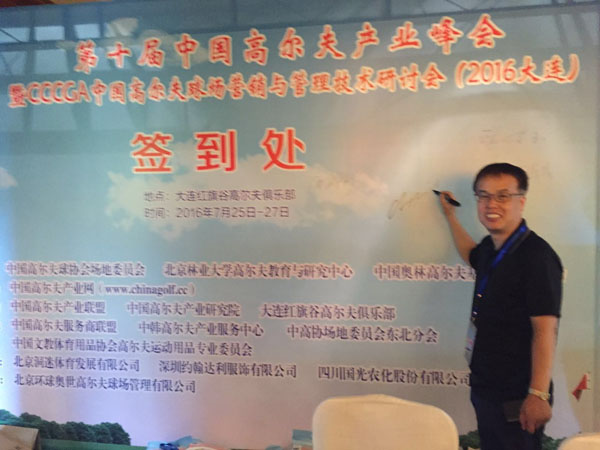 第十届中国高尔夫产业峰会
暨CCCGA中国高尔夫球场营销与管理技术研讨会（2016大连）
签到处
地点：大连红旗谷高尔夫俱乐部
时间：2016年7月25日-27日
中国高尔夫球协会场地委员会 北京林业大学高尔夫教育与研究中心 中国奥林高尔夫
中国高尔夫产业网（www.chinagolf.cc）
中国高尔夫产业联盟 中国高尔夫产业研究院 大连红旗谷高尔夫俱乐部
中国高尔夫服务商联盟 中韩高尔夫产业服务中心 中高协场地委员会东北分会
中国文教体育用品协会高尔夫运动用品专业委员会
北京润迷体育发展有限公司 深圳约翰达利服饰有限公司 四川国光农化股份有限公司
北京环球奥世高尔夫球场管理有限公司